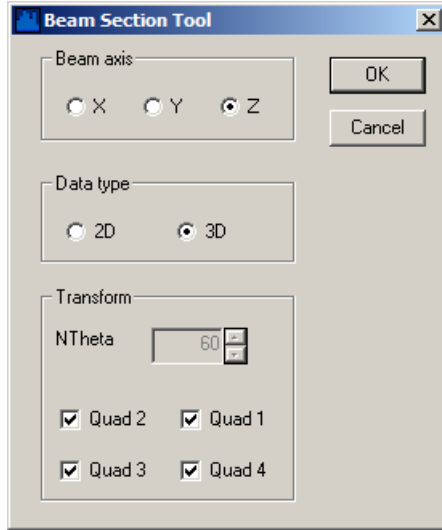 Beam Section Tool
Beam axis
X Y Z
OK
Cancel
Data type
2D 3D
Transform
NTheta 60
Quad 2 Quad 1
Quad 3 Quad 4